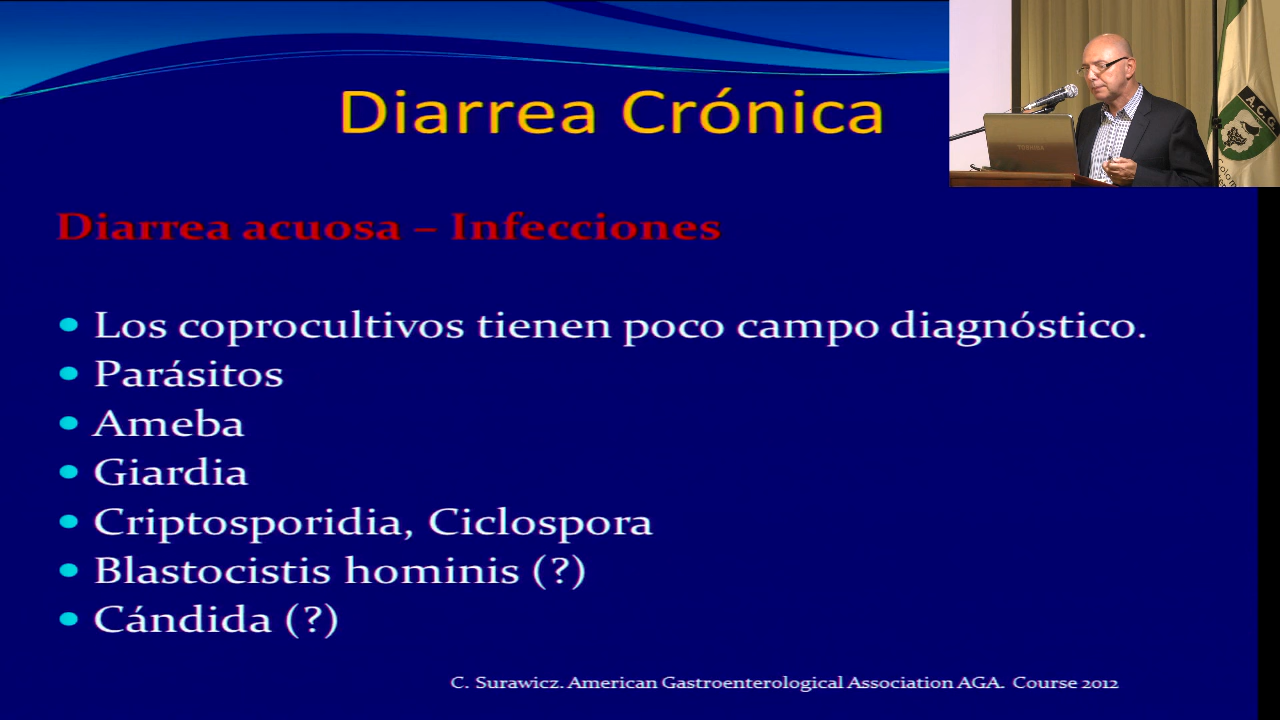 Diarrea Crónica
Diarrea acuosa – Infecciones
• Los coprocultivos tienen poco campo diagnóstico.
• Parásitos
• Ameba
• Giardia
• Criptosporidia, Ciclospora
• Blastocistis hominis (?)
• Cándida (?)
C. Surawicz. American Gastroenterological Association AGA. Course 2012
TOSHIBA
A.C.G.